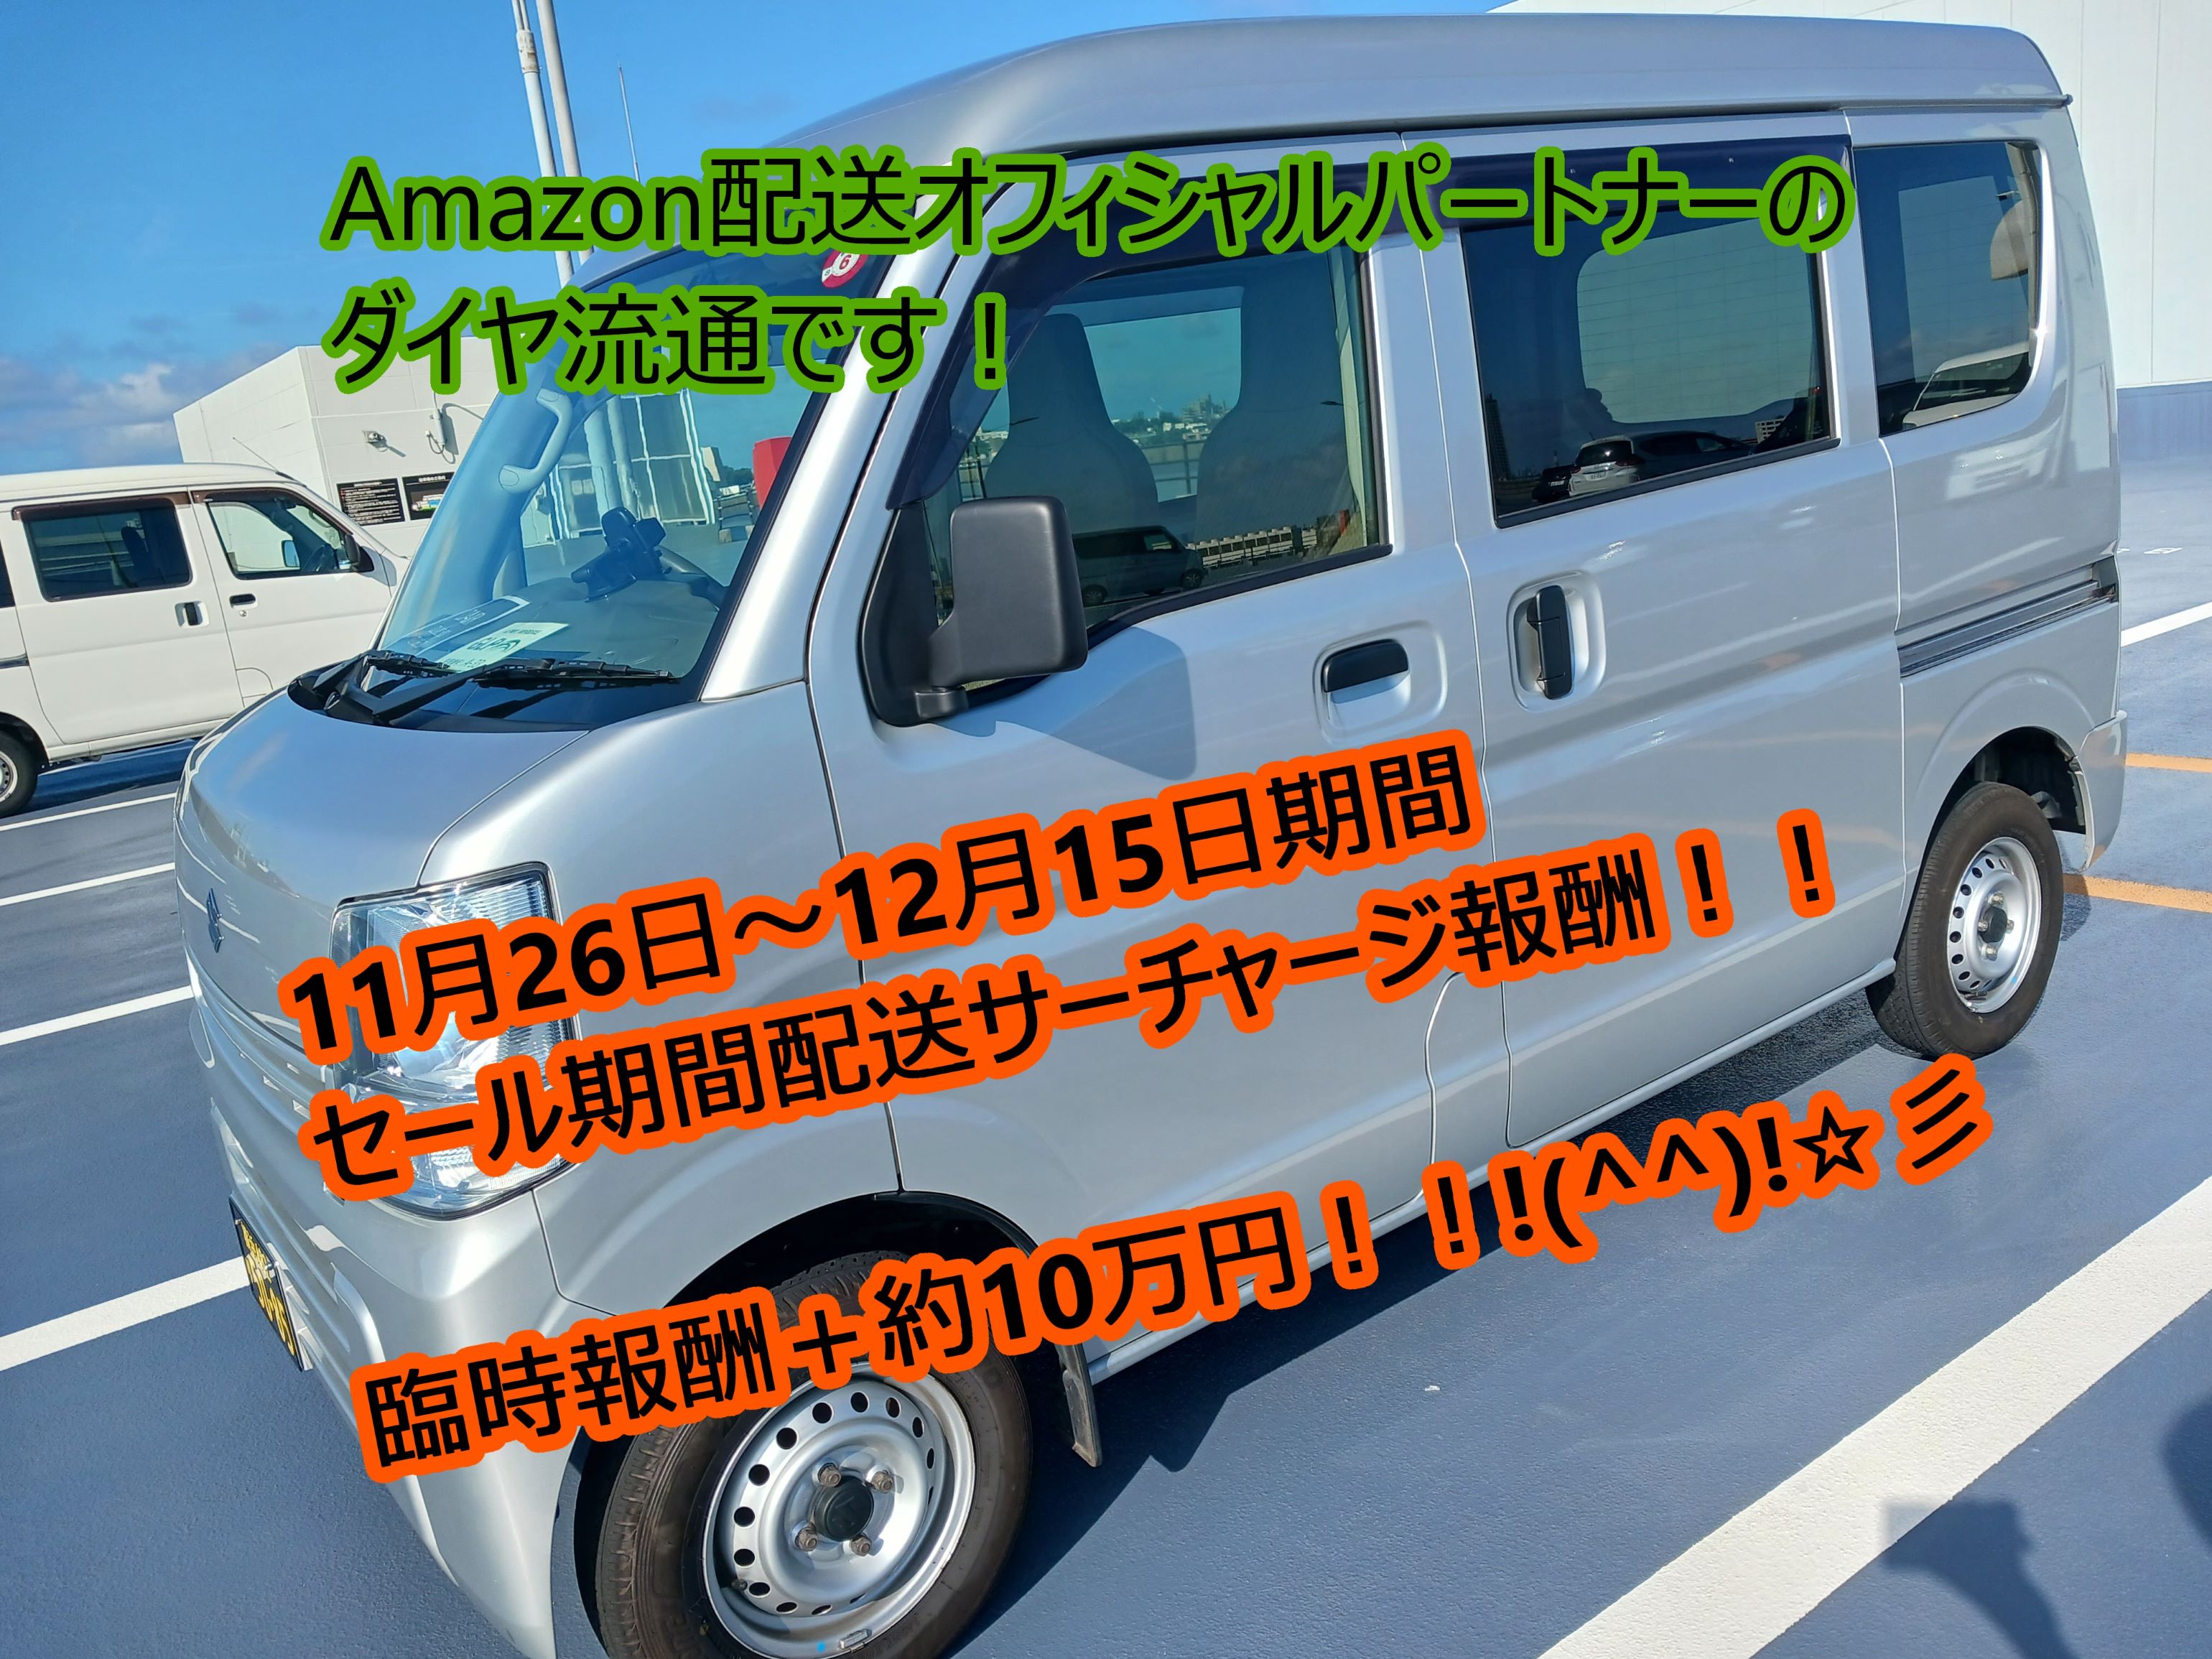 Amazon配送オフィシャルパートナーの
ダイヤ流通です！
11月26日～12月15日期間
セール期間配送サーチャージ報酬！！
臨時報酬＋約10万円！！!(^^)!☆彡